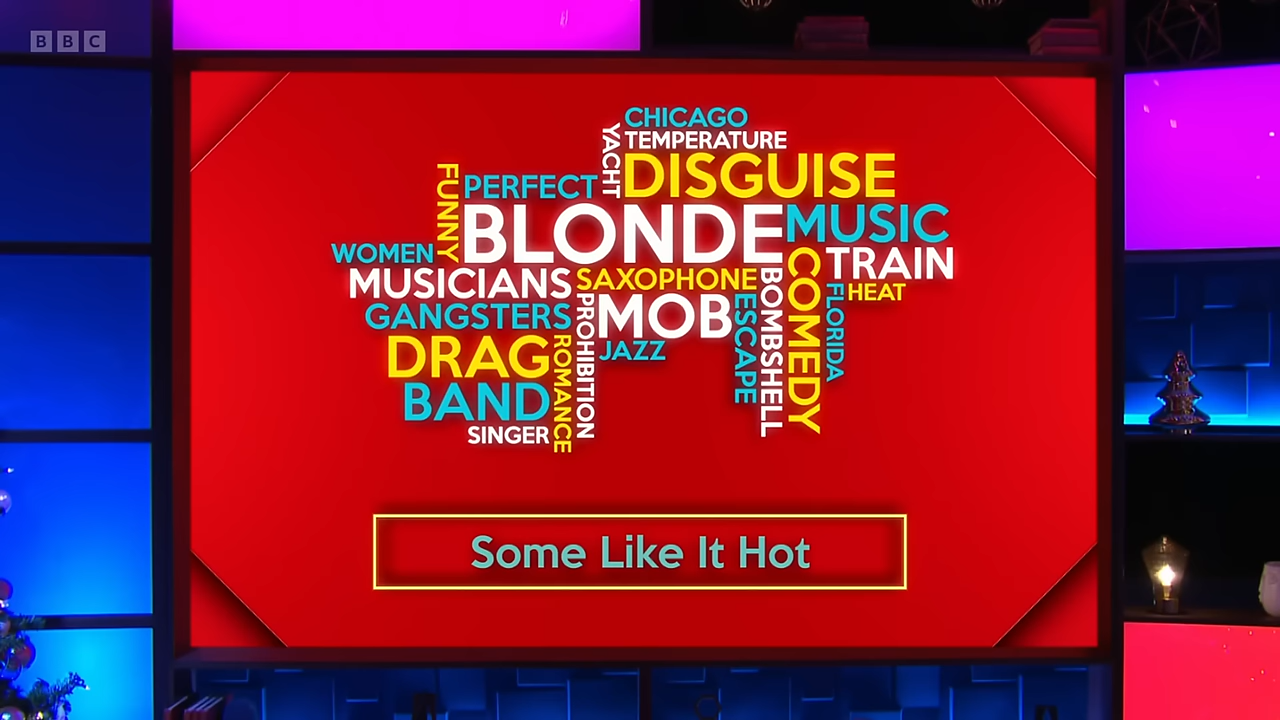 BBC
CHICAGO
YACHT
TEMPERATURE
DISGUISE
FUNNY
PERFECT
BLONDE
MUSIC
WOMEN
MUSICIANS
SAXOPHONE
COMEDY
TRAIN
HEAT
GANGSTERS
PROHIBITION
MOB
ESCAPE
BOMBSHELL
FLORIDA
DRAG
ROMANCE
JAZZ
BAND
SINGER
Some Like It Hot